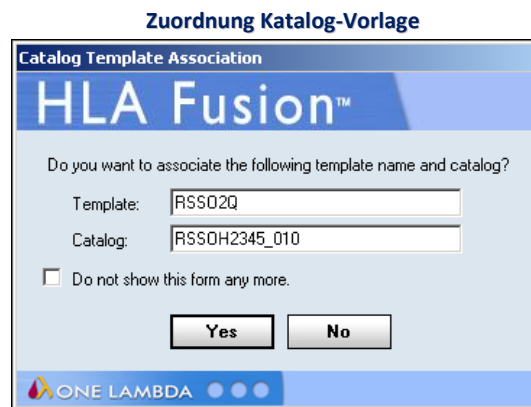 Zuordnung Katalog-Vorlage
Catalog Template Association
HLA Fusion™
Do you want to associate the following template name and catalog?
Template: RSSO2Q
Catalog: RSSOH2345_010
Do not show this form any more.
Yes No
ONE LAMBDA